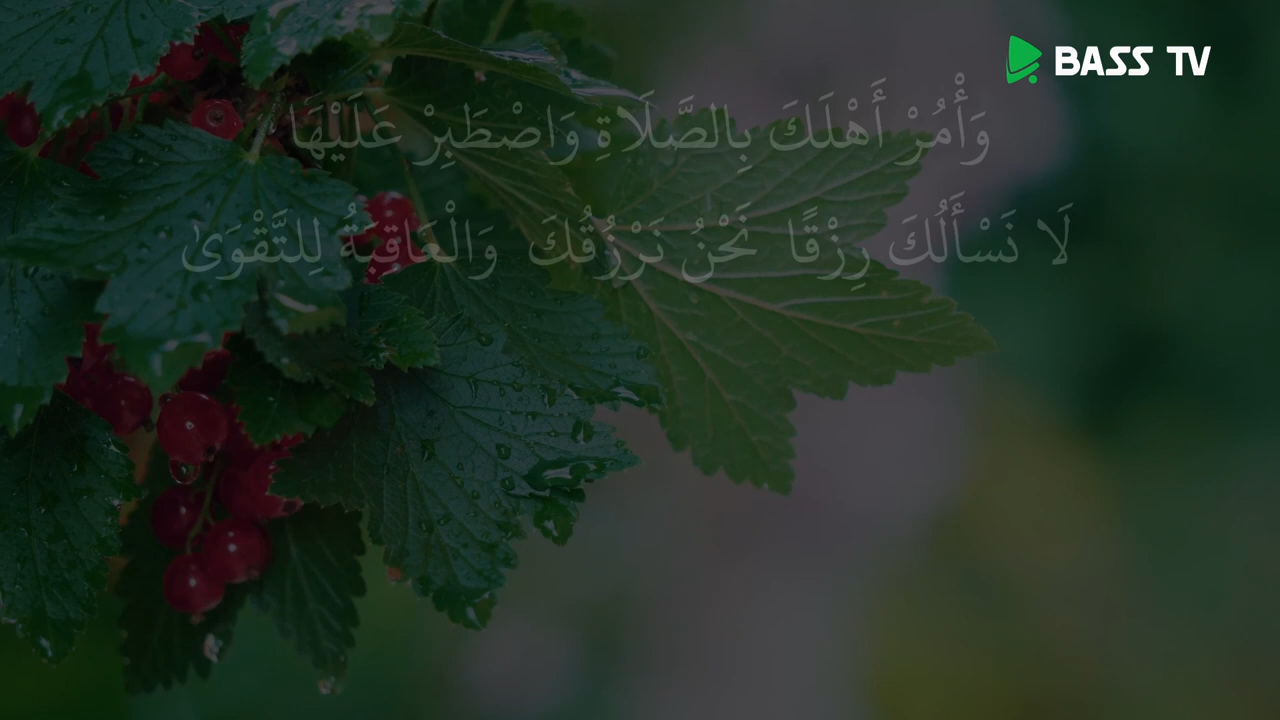 BASS TV
وَأْمُرْ أَهْلَكَ بِالصَّلَاةِ وَاصْطَبِرْ عَلَيْهَا
لَا نَسْأَلُكَ رِزْقًا نَحْنُ نَرْزُقُكَ وَالْعَاقِبَةُ لِلتَّقْوَىٰ